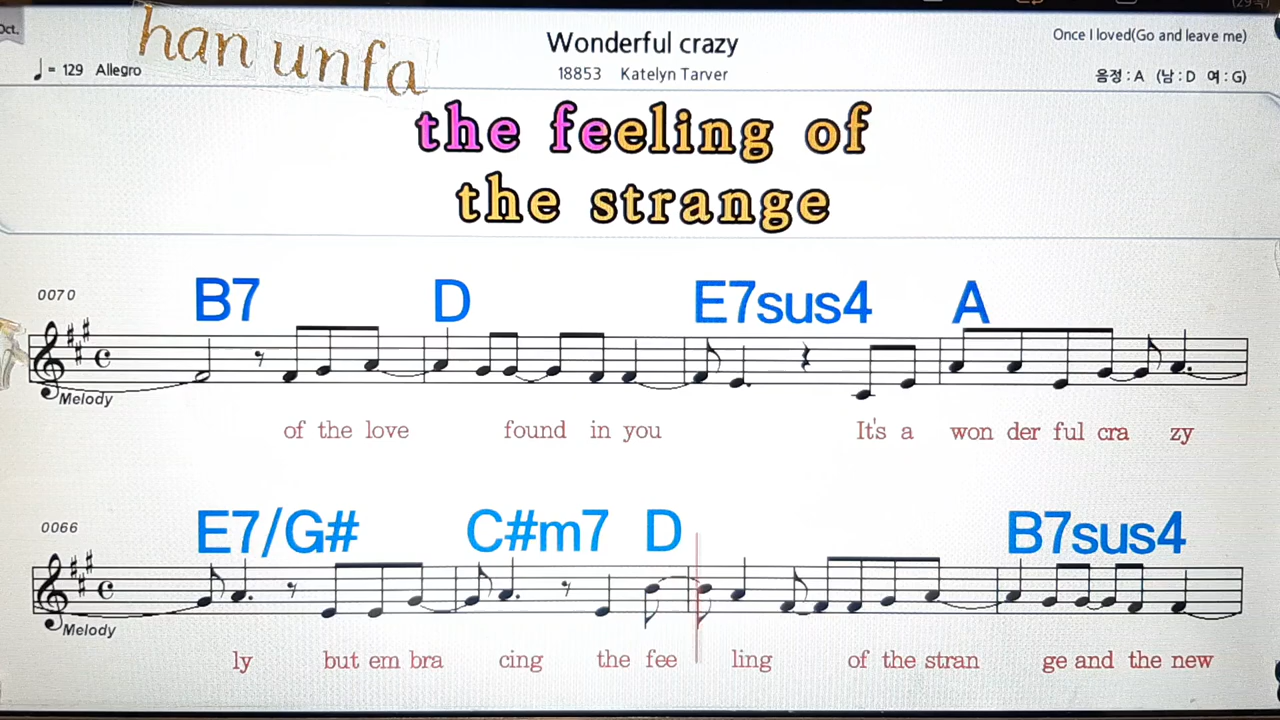 Oct.
han unfa
Wonderful crazy
Once I loved(Go and leave me)
= 129 Allegro
18853 Katelyn Tarver
음정 : A (남 : D 여 : G)
the feeling of
the strange
0070
B7 D E7sus4 A
Melody
of the love found in you It's a won der ful cra zy
0066
E7/G# C#m7 D B7sus4
Melody
ly but em bra cing the fee ling of the stran ge and the new